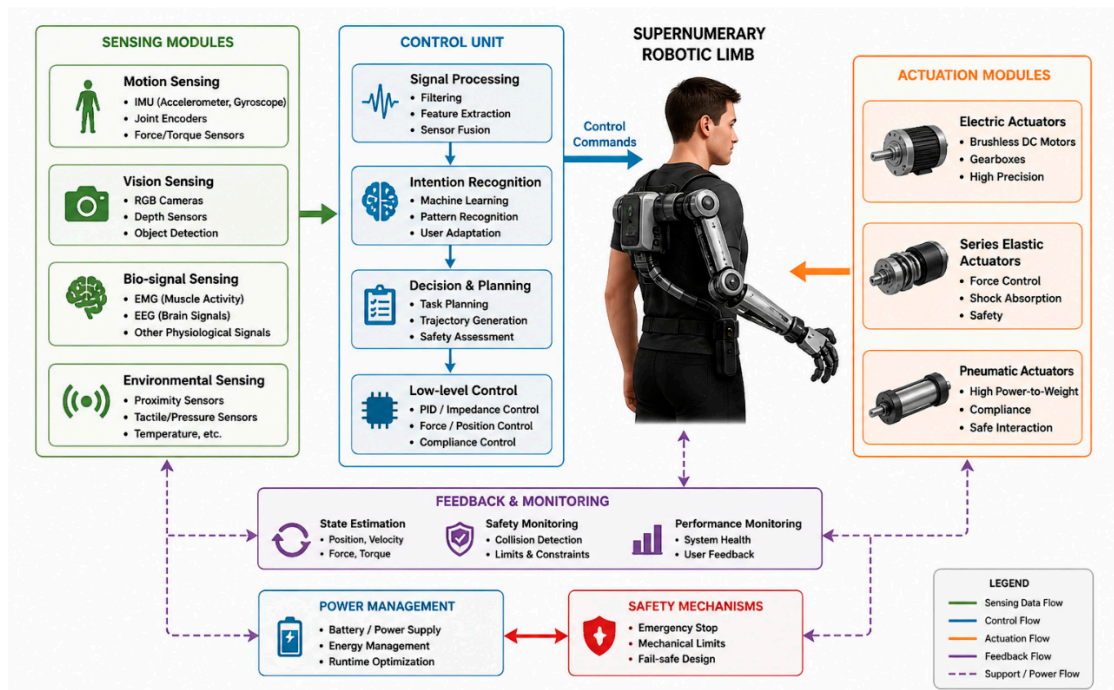 SENSING MODULES
Motion Sensing
• IMU (Accelerometer, Gyroscope)
• Joint Encoders
• Force/Torque Sensors
Vision Sensing
• RGB Cameras
• Depth Sensors
• Object Detection
Bio-signal Sensing
• EMG (Muscle Activity)
• EEG (Brain Signals)
• Other Physiological Signals
Environmental Sensing
• Proximity Sensors
• Tactile/Pressure Sensors
• Temperature, etc.
CONTROL UNIT
Signal Processing
• Filtering
• Feature Extraction
• Sensor Fusion
Intention Recognition
• Machine Learning
• Pattern Recognition
• User Adaptation
Decision & Planning
• Task Planning
• Trajectory Generation
• Safety Assessment
Low-level Control
• PID / Impedance Control
• Force / Position Control
• Compliance Control
Control
Commands
SUPERNUMERARY
ROBOTIC LIMB
ACTUATION MODULES
Electric Actuators
• Brushless DC Motors
• Gearboxes
• High Precision
Series Elastic
Actuators
• Force Control
• Shock Absorption
• Safety
Pneumatic Actuators
• High Power-to-Weight
• Compliance
• Safe Interaction
FEEDBACK & MONITORING
State Estimation
• Position, Velocity
• Force, Torque
Safety Monitoring
• Collision Detection
• Limits & Constraints
Performance Monitoring
• System Health
• User Feedback
POWER MANAGEMENT
• Battery / Power Supply
• Energy Management
• Runtime Optimization
SAFETY MECHANISMS
• Emergency Stop
• Mechanical Limits
• Fail-safe Design
LEGEND
Sensing Data Flow
Control Flow
Actuation Flow
Feedback Flow
Support / Power Flow